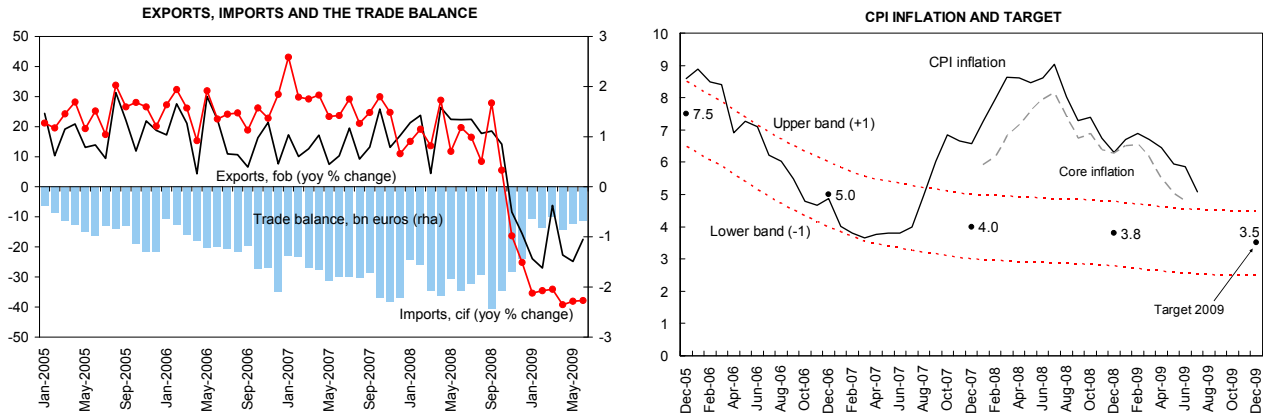 EXPORTS, IMPORTS AND THE TRADE BALANCE
50
40
30
20
10
0
-10
-20
-30
-40
-50
3
2
1
0
-1
-2
-3
Exports, fob (yoy % change)
Trade balance, bn euros (rha)
Imports, cif (yoy % change)
Jan-2005
May-2005
Sep-2005
Jan-2006
May-2006
Sep-2006
Jan-2007
May-2007
Sep-2007
Jan-2008
May-2008
Sep-2008
Jan-2009
May-2009
CPI INFLATION AND TARGET
10
9
8
7
6
5
4
3
2
1
0
CPI inflation
7.5
Upper band (+1)
Core inflation
5.0
Lower band (-1)
4.0
3.8
3.5
Target 2009
Dec-05
Feb-06
Apr-06
Jun-06
Aug-06
Oct-06
Dec-06
Feb-07
Apr-07
Jun-07
Aug-07
Oct-07
Dec-07
Feb-08
Apr-08
Jun-08
Aug-08
Oct-08
Dec-08
Feb-09
Apr-09
Jun-09
Aug-09
Oct-09
Dec-09